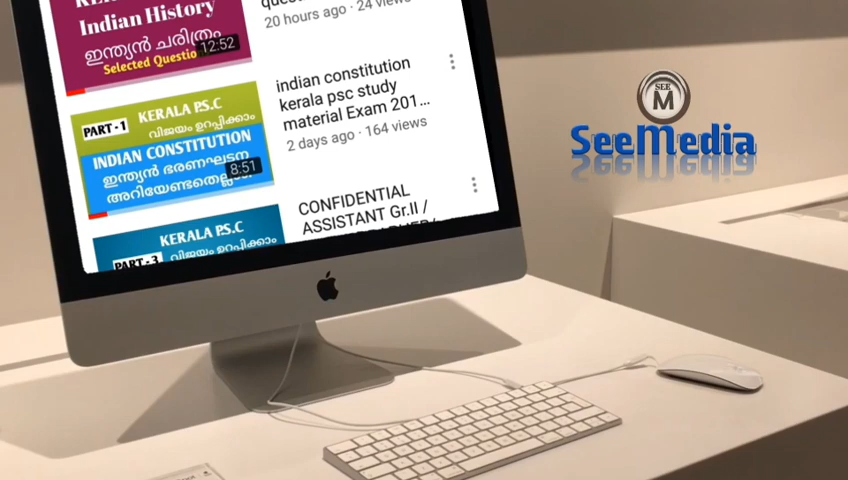 Indian History
ഇന്ത്യൻ ചരിത്രം
Selected Questio
12:52
20 hours ago · 24 views
KERALA P.S.C
PART - 1
വിജയം ഉറപ്പിക്കാം
INDIAN CONSTITUTION
ഇന്ത്യൻ ഭരണഘടന
അറിയേണ്ടതെല്ലാം
8:51
indian constitution
kerala psc study
material Exam 201...
2 days ago · 164 views
KERALA P.S.C
വിജയം ഉറപ്പിക്കാം
PART - 3
CONFIDENTIAL
ASSISTANT Gr.II /
SEE
M
SeeMedia